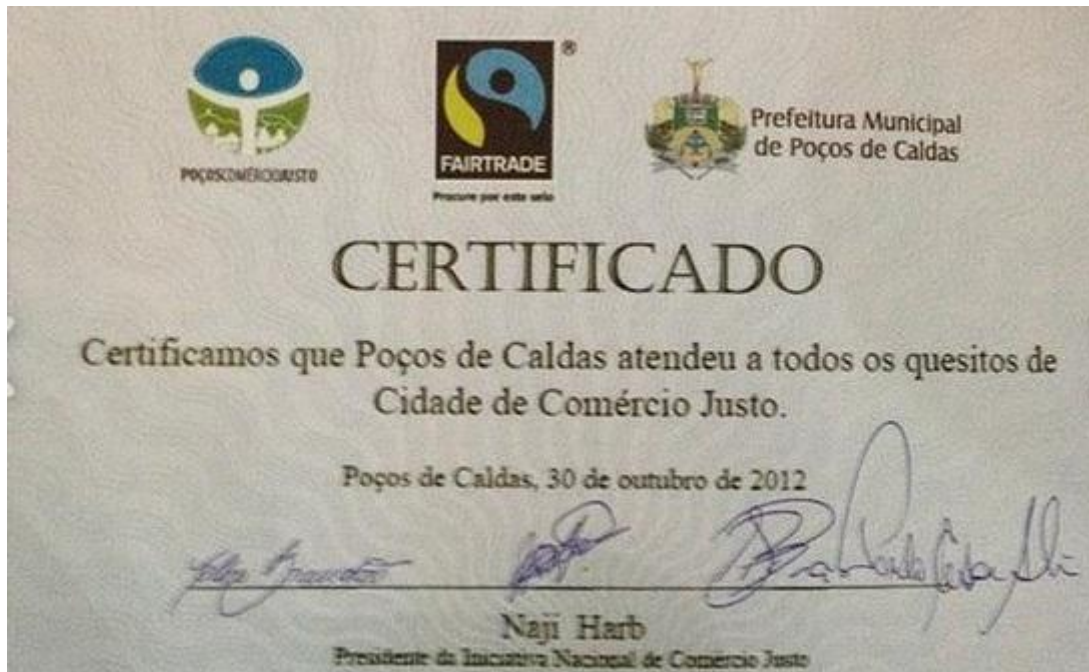 POÇOSCOMÉRCIOJUSTO
FAIRTRADE
®
Procure por este selo
Prefeitura Municipal
de Poços de Caldas
CERTIFICADO
Certificamos que Poços de Caldas atendeu a todos os quesitos de
Cidade de Comércio Justo.
Poços de Caldas, 30 de outubro de 2012
Naji Harb
Presidente da Iniciativa Nacional de Comércio Justo